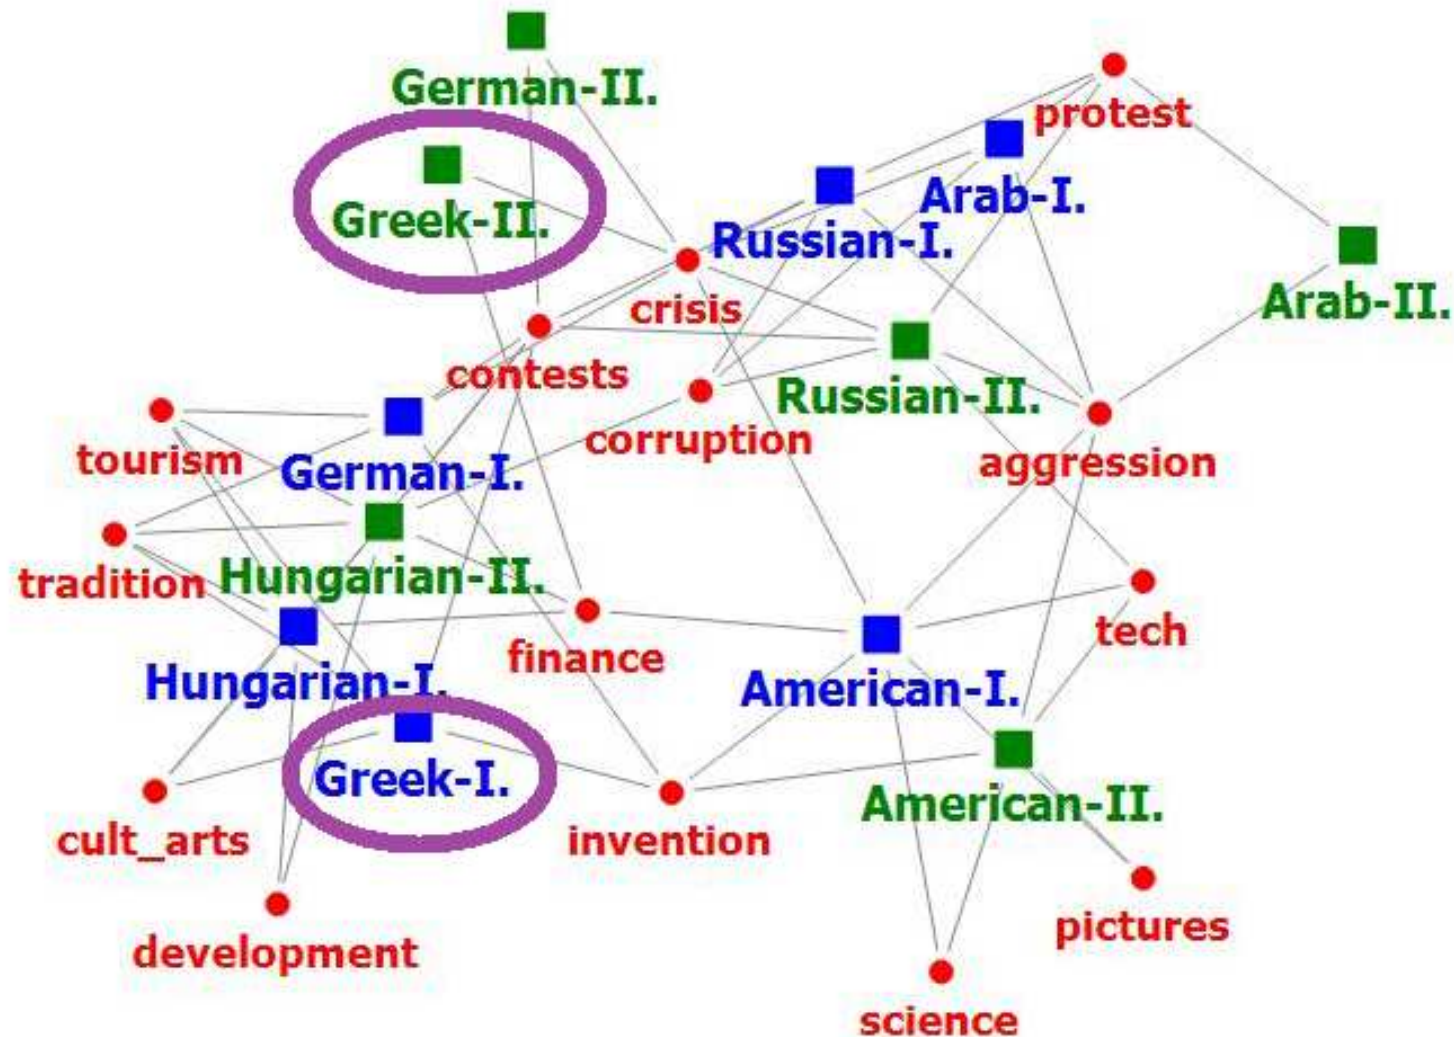 German-II.
protest
Greek-II.
Arab-I.
Russian-I.
crisis
Arab-II.
contests
Russian-II.
corruption
tourism
German-I.
aggression
tradition
Hungarian-II.
tech
finance
Hungarian-I.
American-I.
Greek-I.
American-II.
cult_arts
invention
pictures
development
science